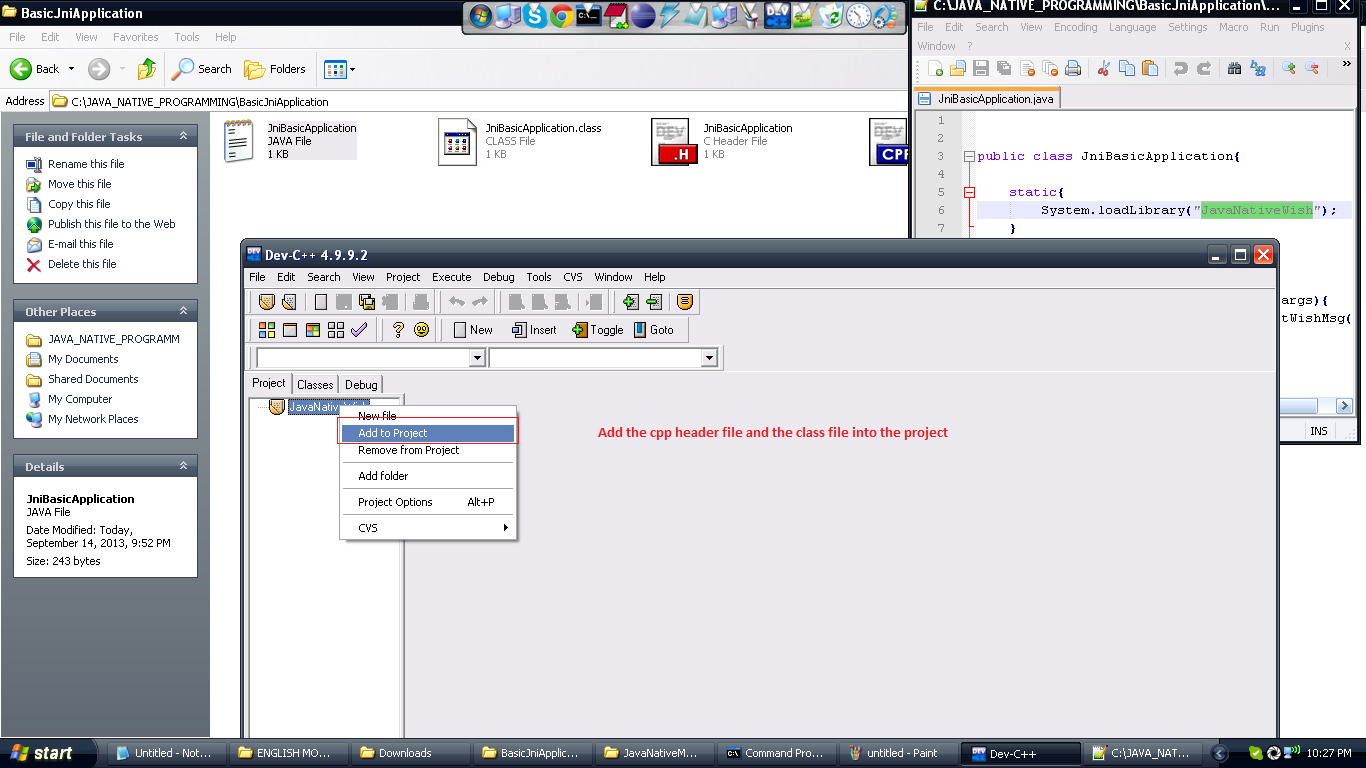 BasicJniApplication
File Edit View Favorites Tools Help
Back Search Folders
Address C:\JAVA_NATIVE_PROGRAMMING\BasicJniApplication
File and Folder Tasks
Rename this file
Move this file
Copy this file
Publish this file to the Web
E-mail this file
Delete this file
Other Places
JAVA_NATIVE_PROGRAMM
My Documents
Shared Documents
My Computer
My Network Places
Details
JniBasicApplication
JAVA File
Date Modified: Today,
September 14, 2013, 9:52 PM
Size: 243 bytes
JniBasicApplication
JAVA File
1 KB
JniBasicApplication.class
CLASS File
1 KB
DEV
.H
JniBasicApplication
C Header File
1 KB
DEV
CPP
C:\JAVA_NATIVE_PROGRAMMING\BasicJniApplication\...
File Edit Search View Encoding Language Settings Macro Run Plugins
Window ? X
JniBasicApplication.java
1
2
3 public class JniBasicApplication{
4
5 static{
6 System.loadLibrary("JavaNativeWish");
7 }
args){
tWishMsg(
INS
Dev-C++ 4.9.9.2
File Edit Search View Project Execute Debug Tools CVS Window Help
New Insert Toggle Goto
Project Classes Debug
New file
Add to Project
Remove from Project
Add folder
Project Options Alt+P
CVS
Add the cpp header file and the class file into the project
start
Untitled - Not...
ENGLISH MO...
Downloads
BasicJniApplic...
JavaNativeM...
Command Pro...
untitled - Paint
Dev-C++
C:\JAVA_NAT...
10:27 PM